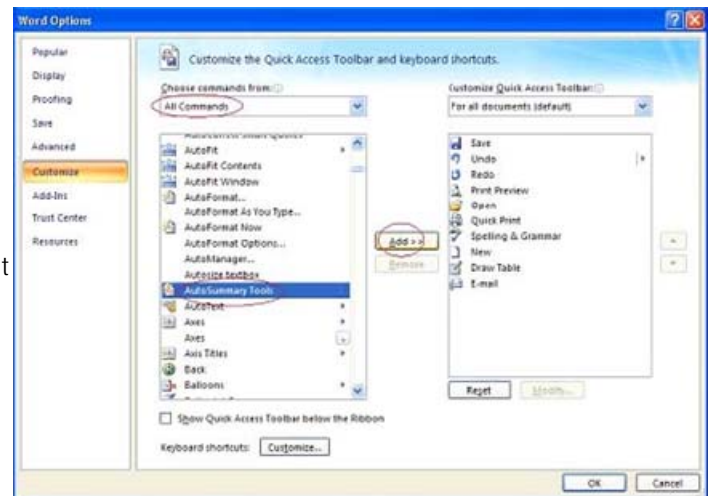 Word Options
Popular
Display
Proofing
Save
Advanced
Customize
Add-Ins
Trust Center
Resources
t
Customize the Quick Access Toolbar and keyboard shortcuts.
Choose commands from:
All Commands
AutoFit
AutoFit Contents
AutoFit Window
AutoFormat...
AutoFormat As You Type...
AutoFormat Now
AutoFormat Options...
AutoManager...
Autosize textbox
AutoSummary Tools
AutoText
Axes
Axes
Axis Titles
Back
Balloons
Add >>
Remove
Customize Quick Access Toolbar:
For all documents (default)
Save
Undo
Redo
Print Preview
Open
Quick Print
Spelling & Grammar
New
Draw Table
E-mail
Reset
Modify...
Show Quick Access Toolbar below the Ribbon
Keyboard shortcuts:
Customize...
OK
Cancel